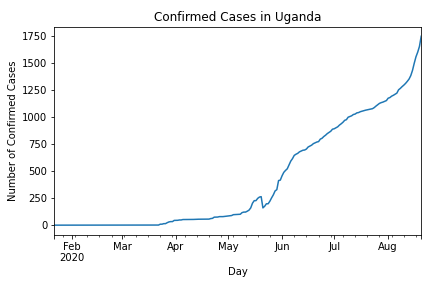 Confirmed Cases in Uganda
Number of Confirmed Cases
1750
1500
1250
1000
750
500
250
0
Feb Mar Apr May Jun Jul Aug
2020
Day